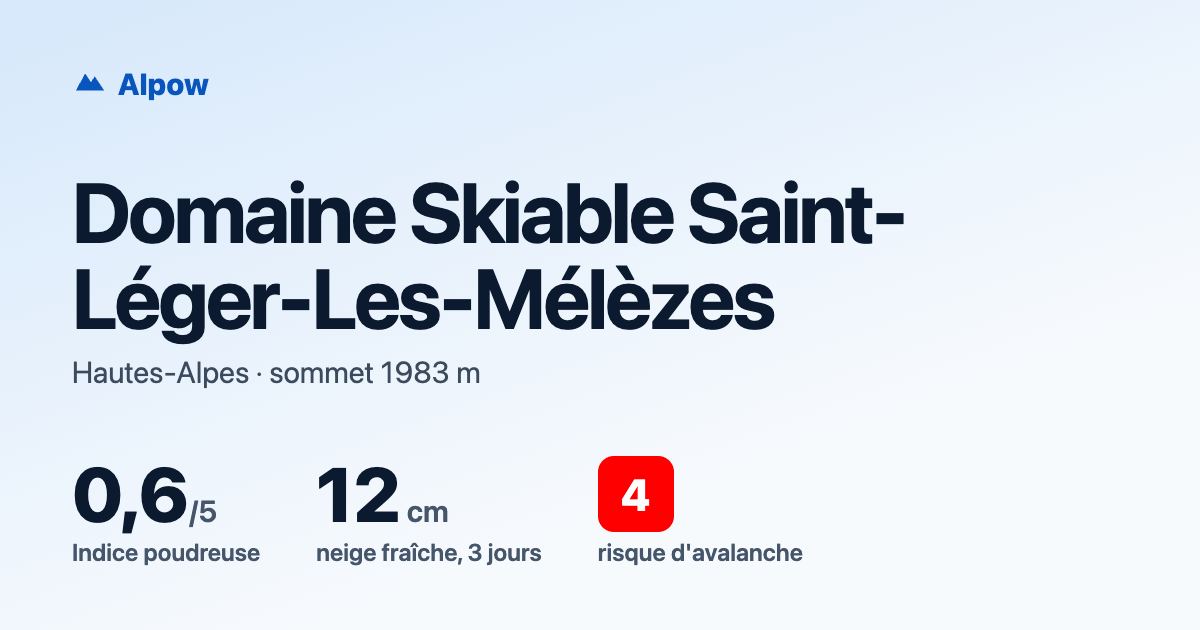 Alpow
Domaine Skiable Saint-
Léger-Les-Mélèzes
Hautes-Alpes · sommet 1983 m
0,6/5 12 cm 4
Indice poudreuse neige fraîche, 3 jours risque d'avalanche